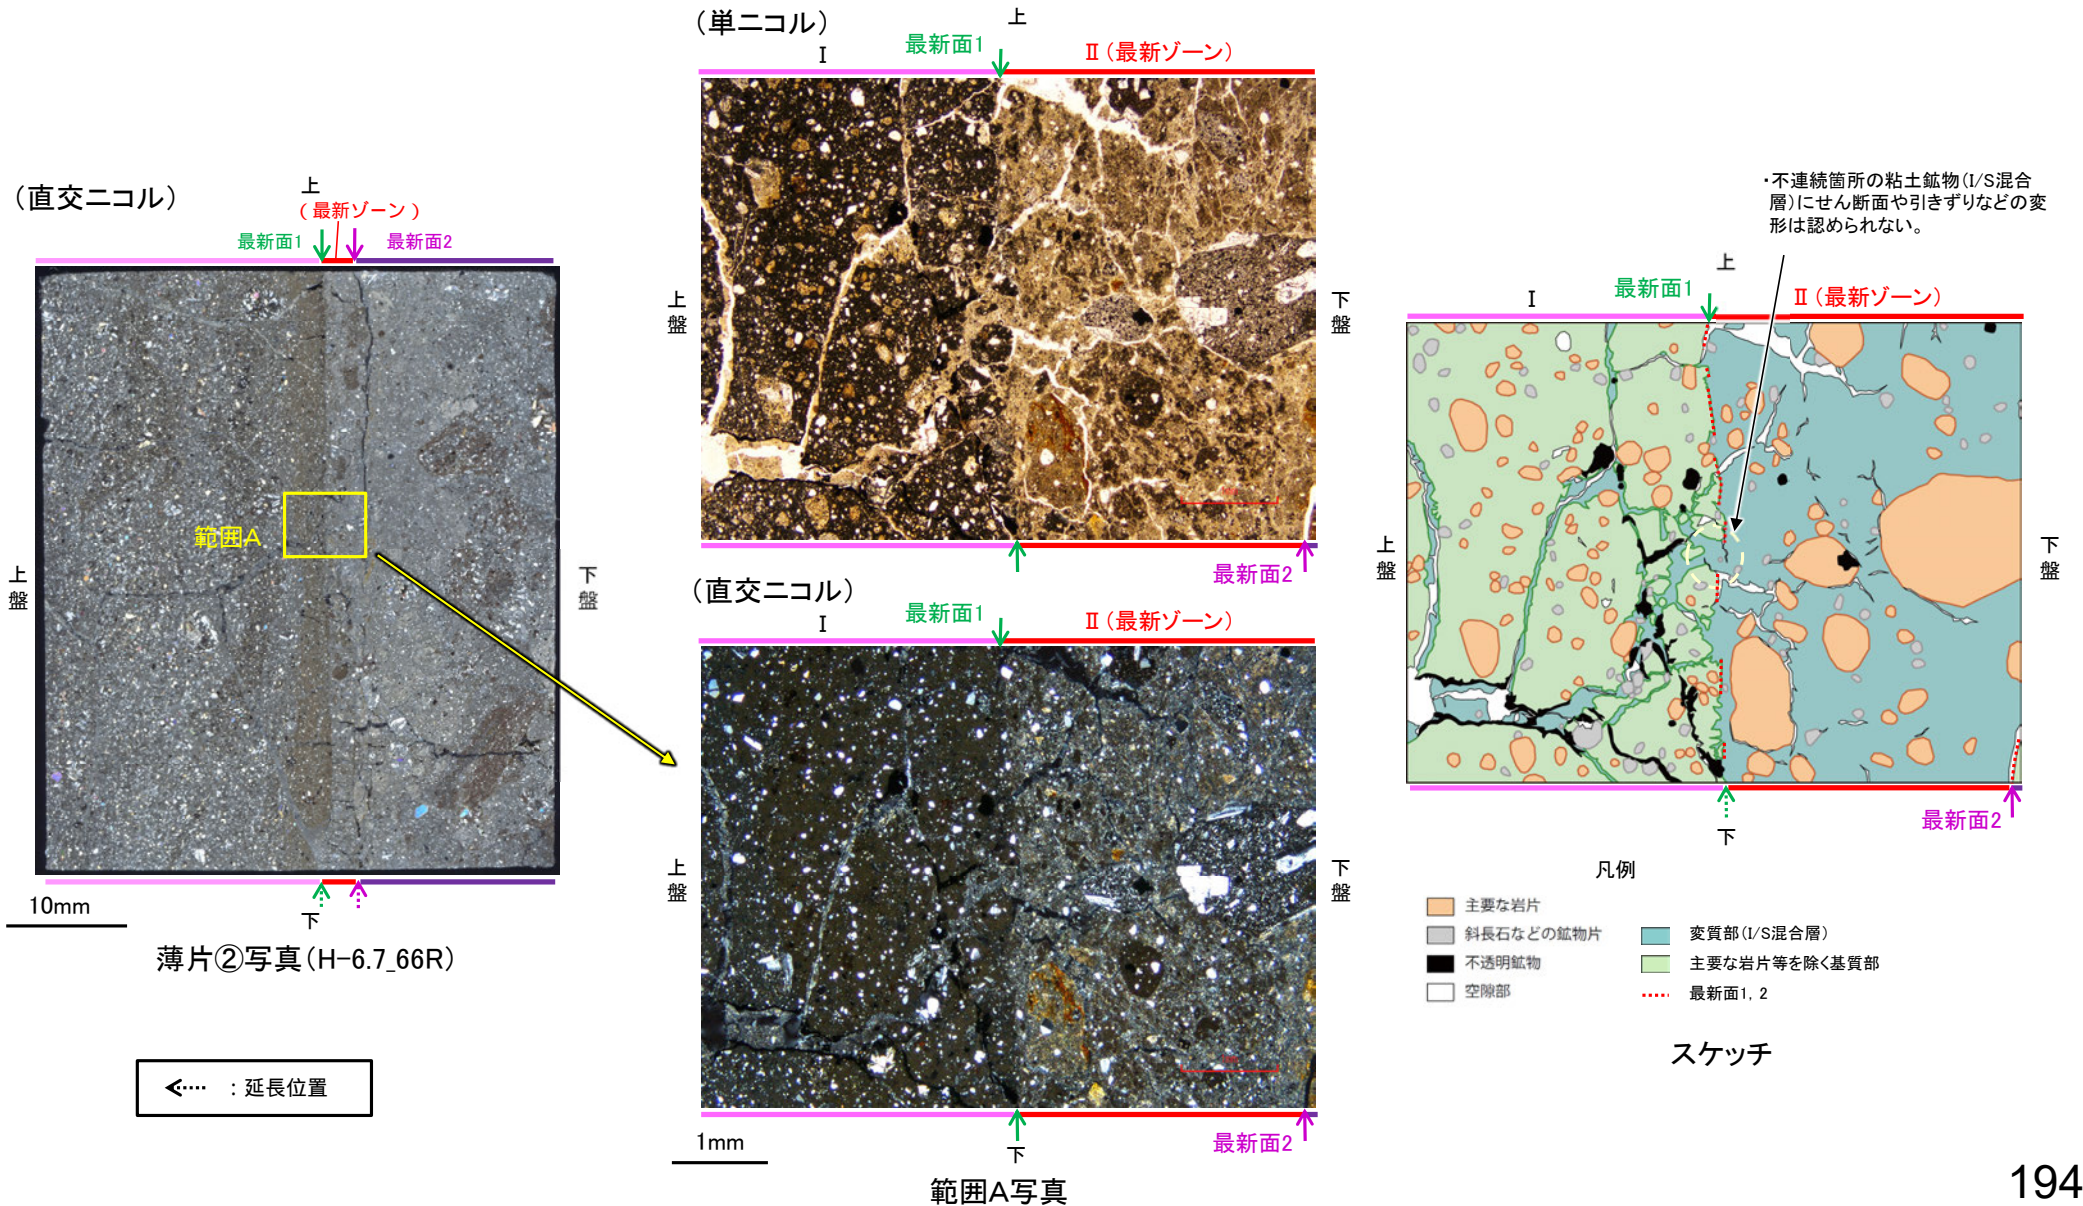 (直交ニコル)
上
(最新ゾーン)
最新面1
最新面2
上盤
下盤
範囲A
下
10mm
薄片②写真(H-6.7_66R)
:延長位置
(単ニコル)
上
最新面1
Ⅰ
Ⅱ(最新ゾーン)
上盤
下盤
最新面2
(直交ニコル)
最新面1
Ⅰ
Ⅱ(最新ゾーン)
上盤
下盤
最新面2
下
1mm
範囲A写真
・不連続箇所の粘土鉱物(I/S混合
層)にせん断面や引きずりなどの変
形は認められない。
上
最新面1
Ⅰ
Ⅱ(最新ゾーン)
上盤
下盤
最新面2
下
凡例
主要な岩片
斜長石などの鉱物片
不透明鉱物
空隙部
変質部(I/S混合層)
主要な岩片等を除く基質部
最新面1, 2
スケッチ
194